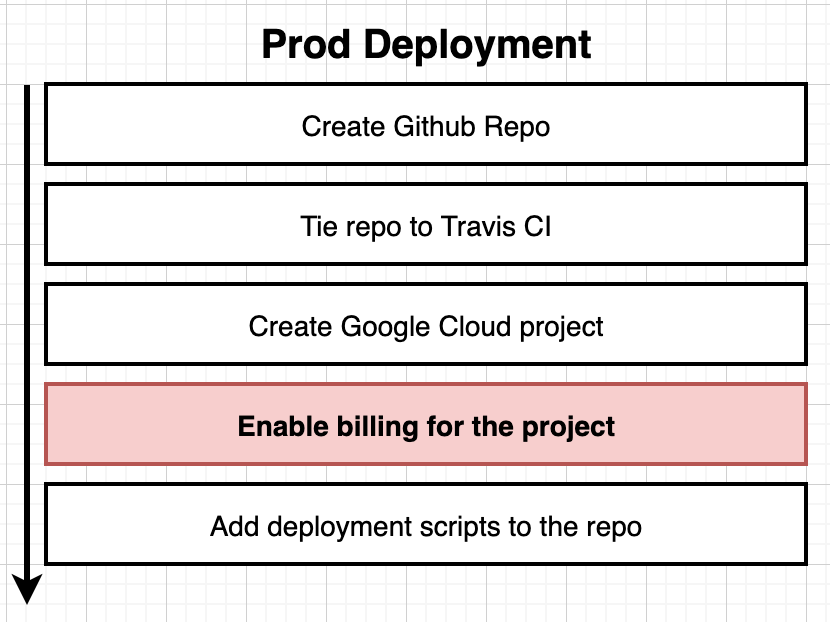 Prod Deployment
Create Github Repo
Tie repo to Travis CI
Create Google Cloud project
Enable billing for the project
Add deployment scripts to the repo